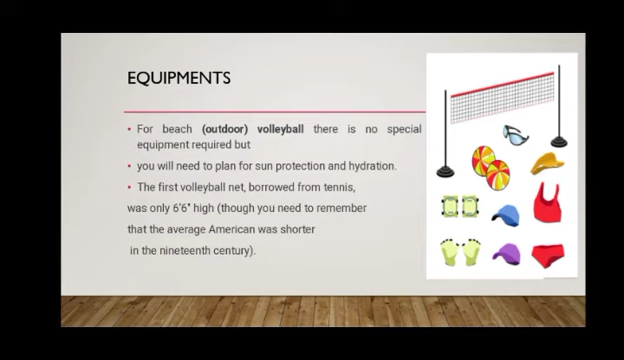 EQUIPMENTS
• For beach (outdoor) volleyball there is no special
equipment required but
• you will need to plan for sun protection and hydration.
• The first volleyball net, borrowed from tennis,
was only 6'6" high (though you need to remember
that the average American was shorter
in the nineteenth century).